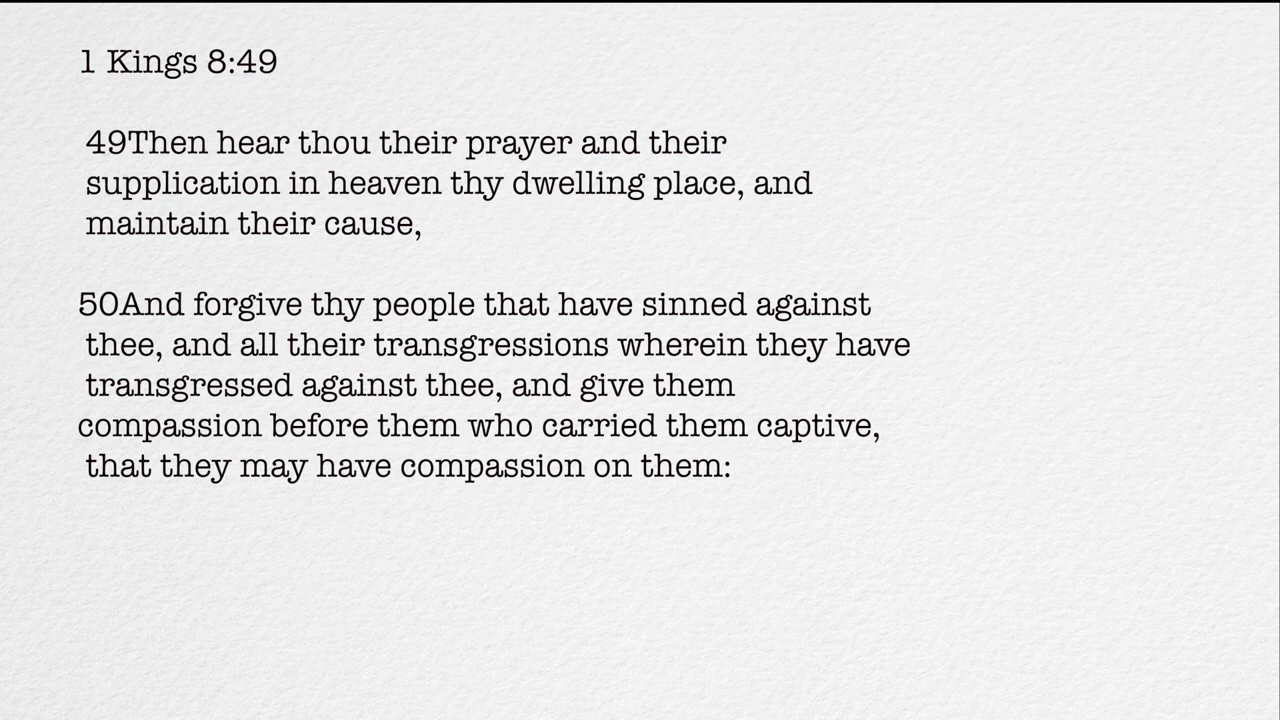 1 Kings 8:49
49Then hear thou their prayer and their
supplication in heaven thy dwelling place, and
maintain their cause,
50And forgive thy people that have sinned against
thee, and all their transgressions wherein they have
transgressed against thee, and give them
compassion before them who carried them captive,
that they may have compassion on them: